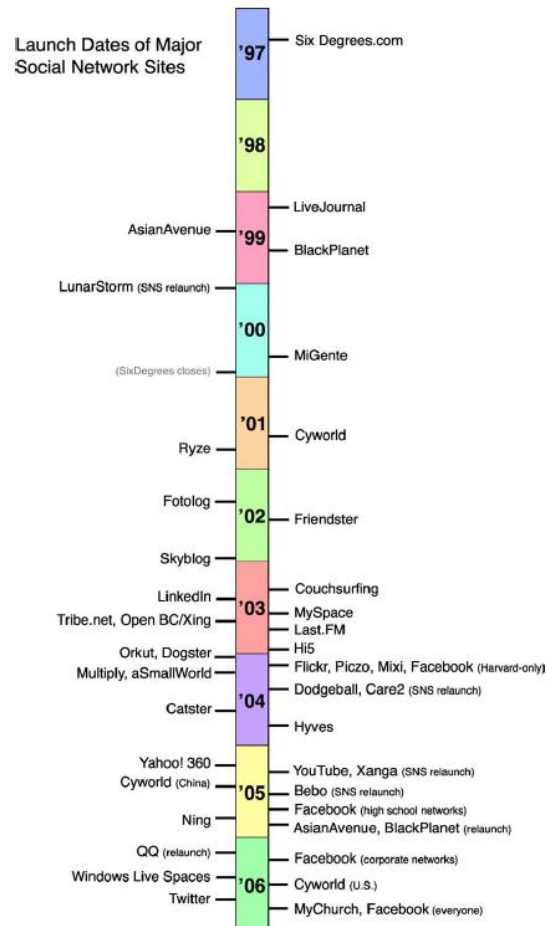 Launch Dates of Major
Social Network Sites
'97
Six Degrees.com
'98
LiveJournal
AsianAvenue
'99
BlackPlanet
LunarStorm (SNS relaunch)
'00
MiGente
(SixDegrees closes)
'01
Cyworld
Ryze
Fotolog
'02
Friendster
Skyblog
Couchsurfing
LinkedIn
'03
MySpace
Tribe.net, Open BC/Xing
Last.FM
Hi5
Orkut, Dogster
Flickr, Piczo, Mixi, Facebook (Harvard-only)
Multiply, aSmallWorld
Dodgeball, Care2 (SNS relaunch)
'04
Catster
Hyves
Yahoo! 360
YouTube, Xanga (SNS relaunch)
Cyworld (China)
'05
Bebo (SNS relaunch)
Facebook (high school networks)
Ning
AsianAvenue, BlackPlanet (relaunch)
QQ (relaunch)
Facebook (corporate networks)
Windows Live Spaces
'06
Cyworld (U.S.)
Twitter
MyChurch, Facebook (everyone)